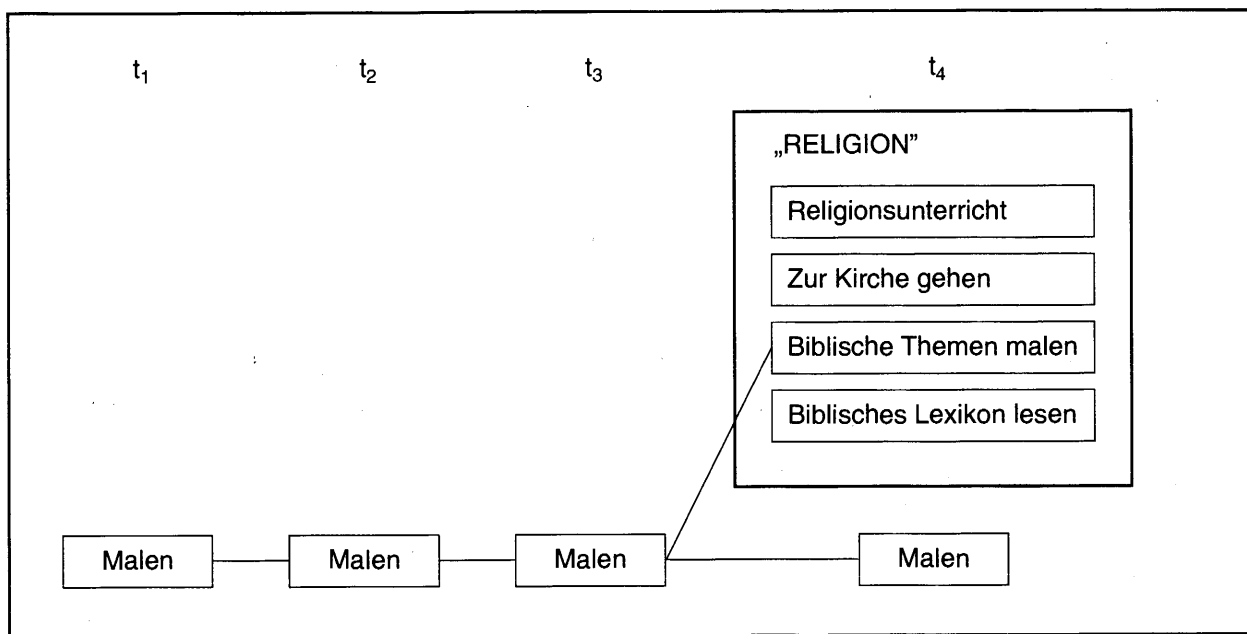 t₁ t₂ t₃ t₄
„RELIGION”
Religionsunterricht
Zur Kirche gehen
Biblische Themen malen
Biblisches Lexikon lesen
Malen Malen Malen Malen